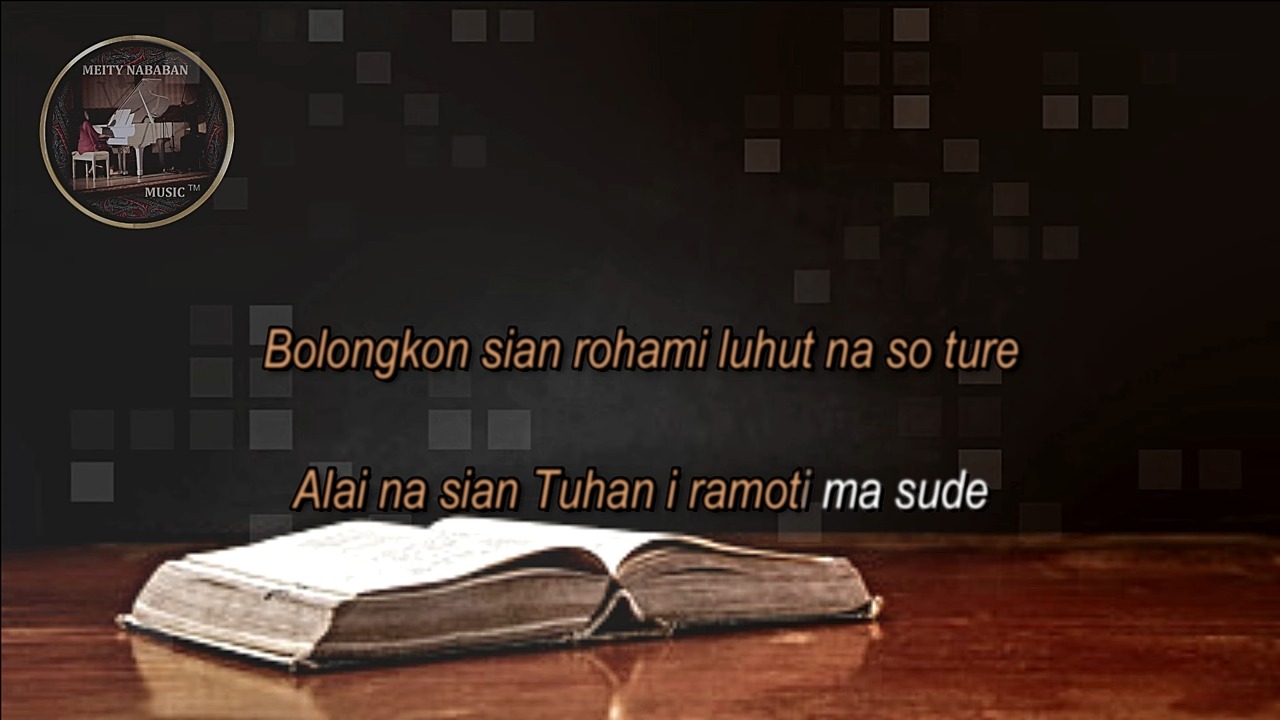 MEITY NABABAN
MUSIC TM
Bolongkon sian rohami luhut na so ture
Alai na sian Tuhan i ramoti ma sude